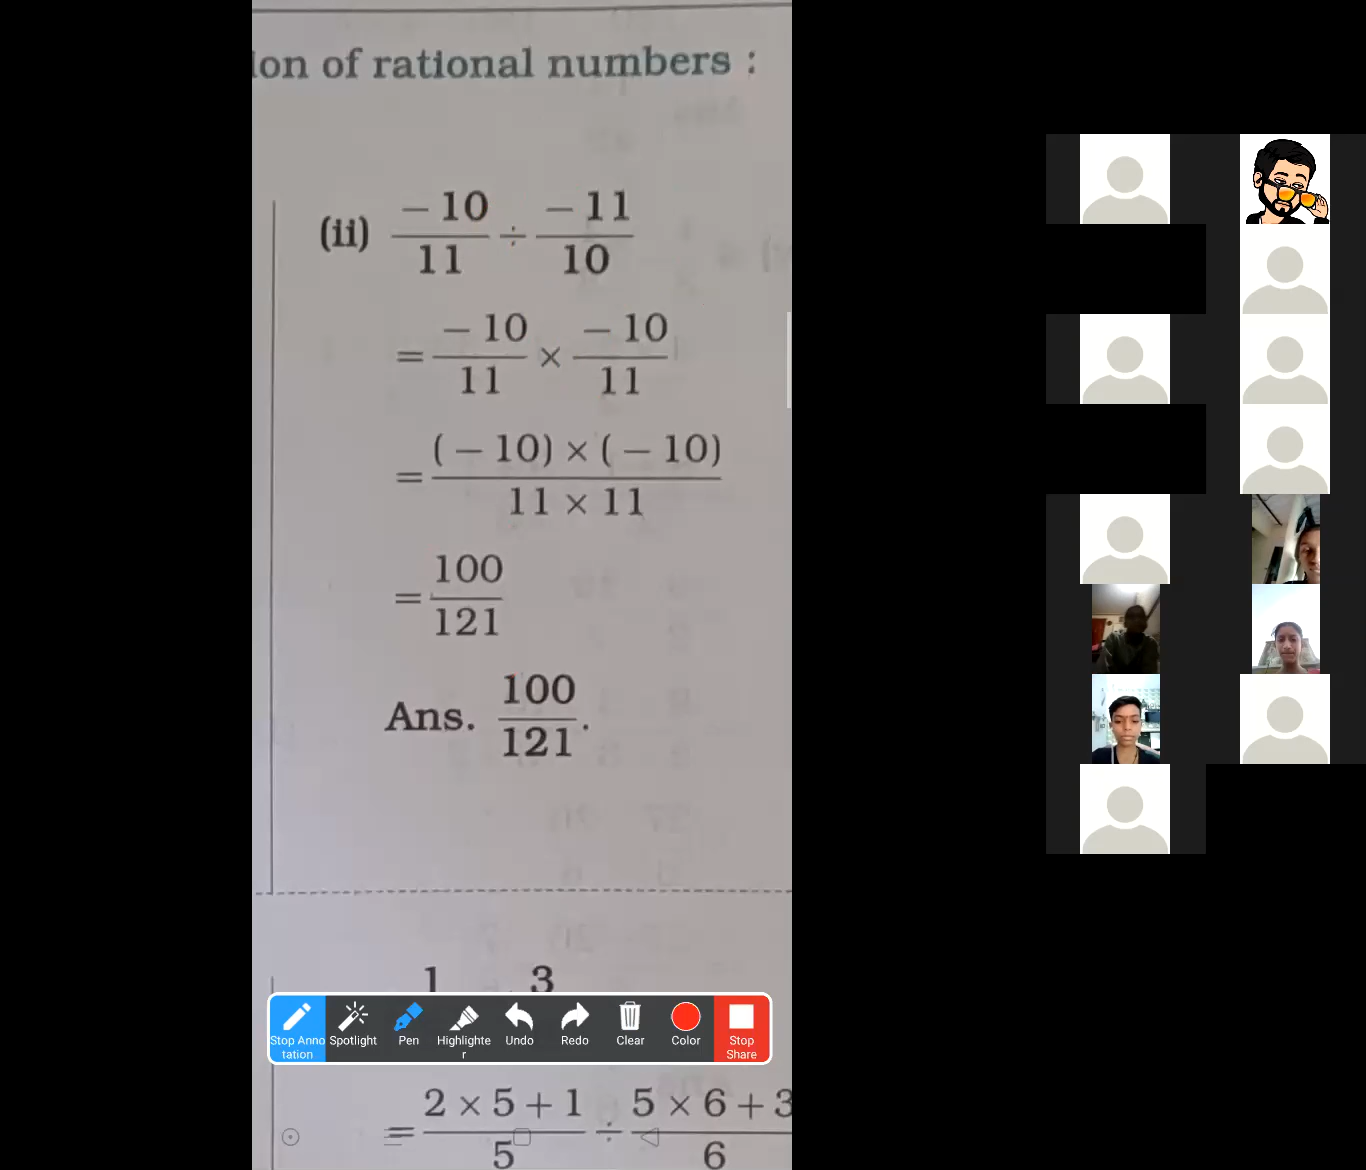 ion of rational numbers :
(ii) -10/11 ÷ -11/10
= -10/11 × -10/11
= (-10) × (-10)/11 × 11
= 100/121
Ans. 100/121.
1 3
Stop Annotation Spotlight Pen Highlighter Undo Redo Clear Color Stop Share
= 2 × 5 + 1/5 ÷ 5 × 6 + 3/6